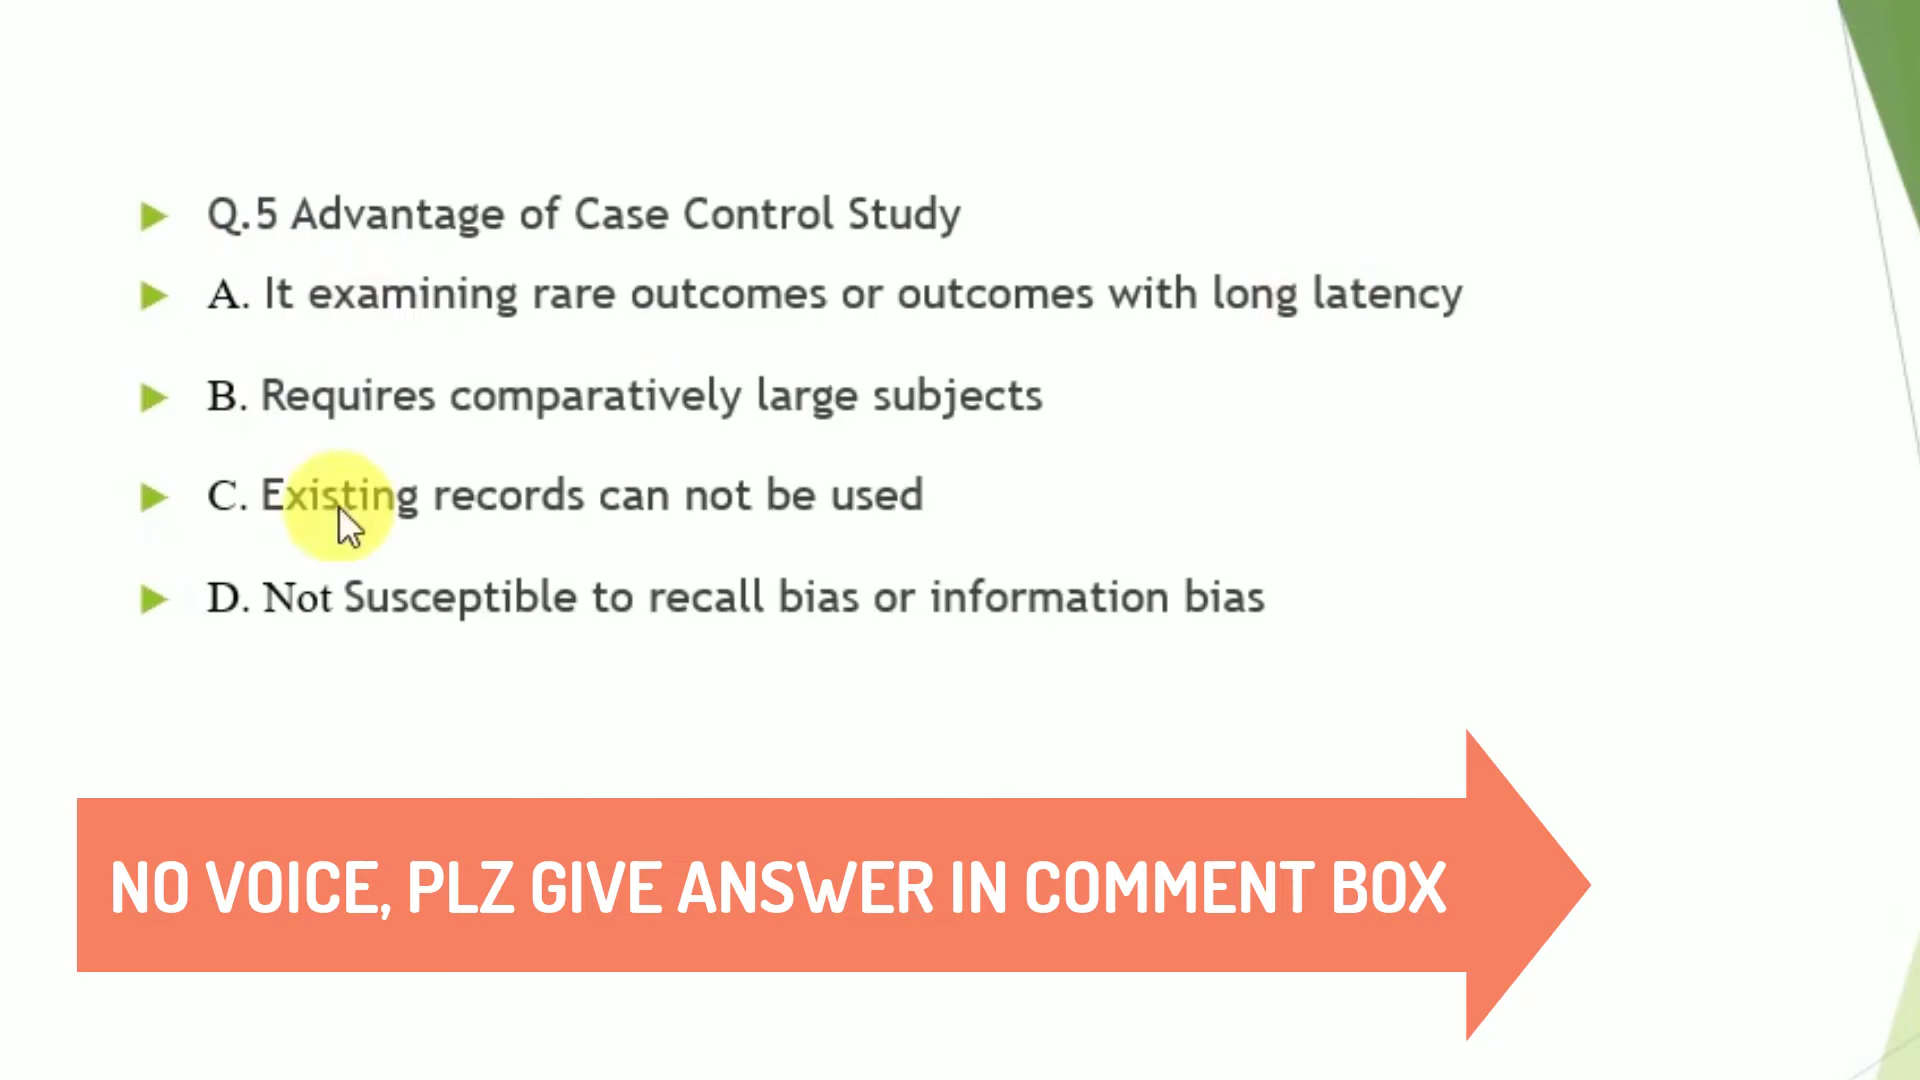 Q.5 Advantage of Case Control Study
A. It examining rare outcomes or outcomes with long latency
B. Requires comparatively large subjects
C. Existing records can not be used
D. Not Susceptible to recall bias or information bias
NO VOICE, PLZ GIVE ANSWER IN COMMENT BOX